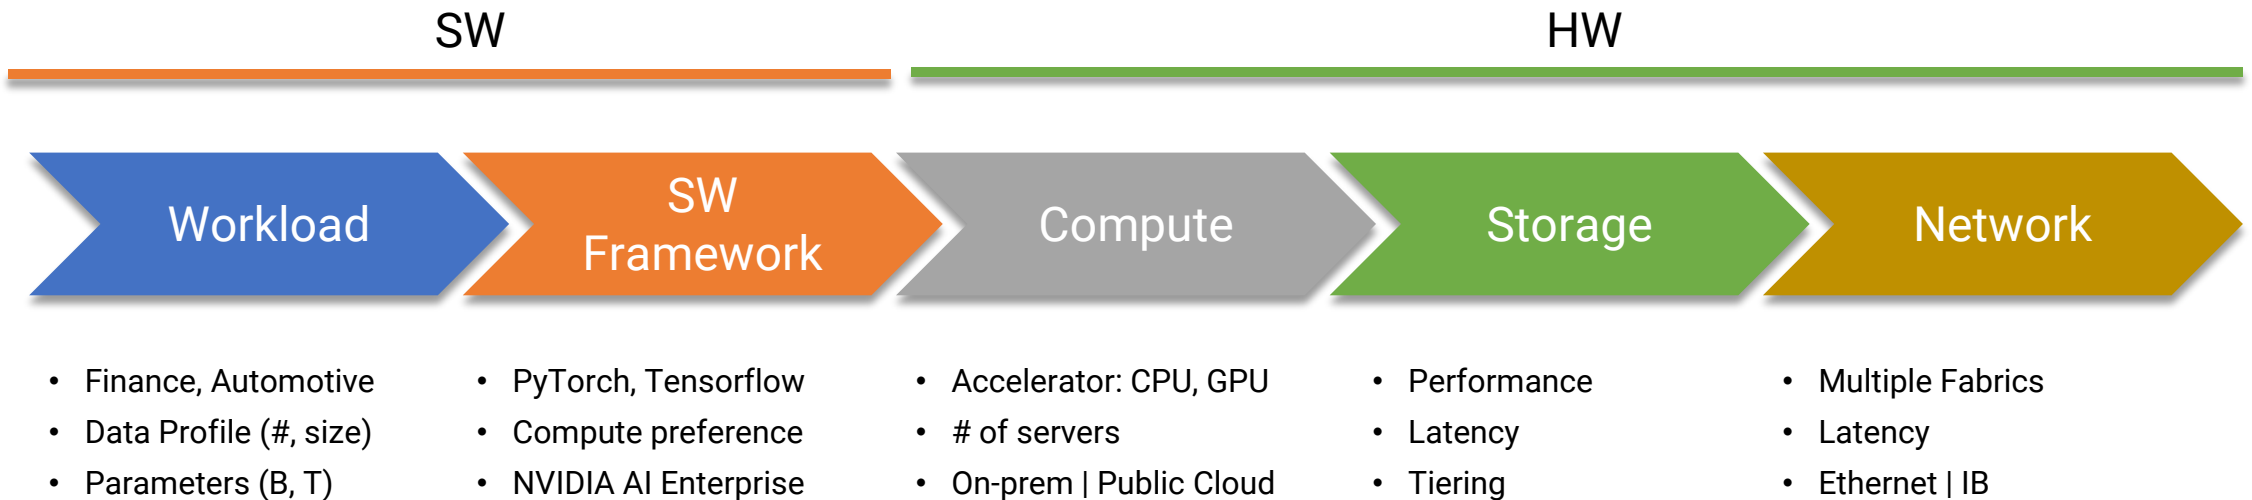 SW
HW
Workload
SW
Framework
Compute
Storage
Network
• Finance, Automotive
• Data Profile (#, size)
• Parameters (B, T)
• PyTorch, Tensorflow
• Compute preference
• NVIDIA AI Enterprise
• Accelerator: CPU, GPU
• # of servers
• On-prem | Public Cloud
• Performance
• Latency
• Tiering
• Multiple Fabrics
• Latency
• Ethernet | IB